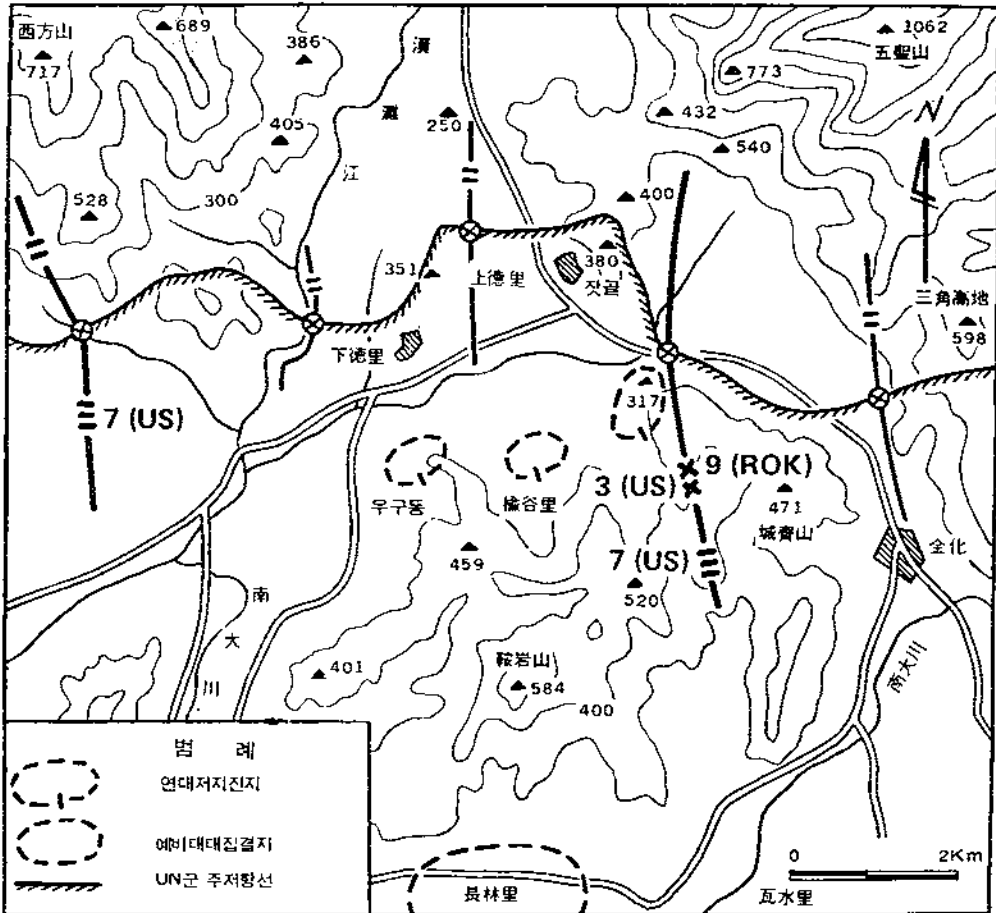 西方山
717
689
386
漢
灘
江
250
405
300
528
1062
五聖山
773
432
540
400
N
380
잣골
351
上德里
下德里
三角高地
598
317
7 (US)
9 (ROK)
3 (US)
471
城齊山
우구동
楡谷里
459
7 (US)
520
金化
南
大
川
401
鞍岩山
584
400
南大川
범 례
연대저지진지
예비대대집결지
UN군 주저항선
0 2Km
長林里
瓦水里